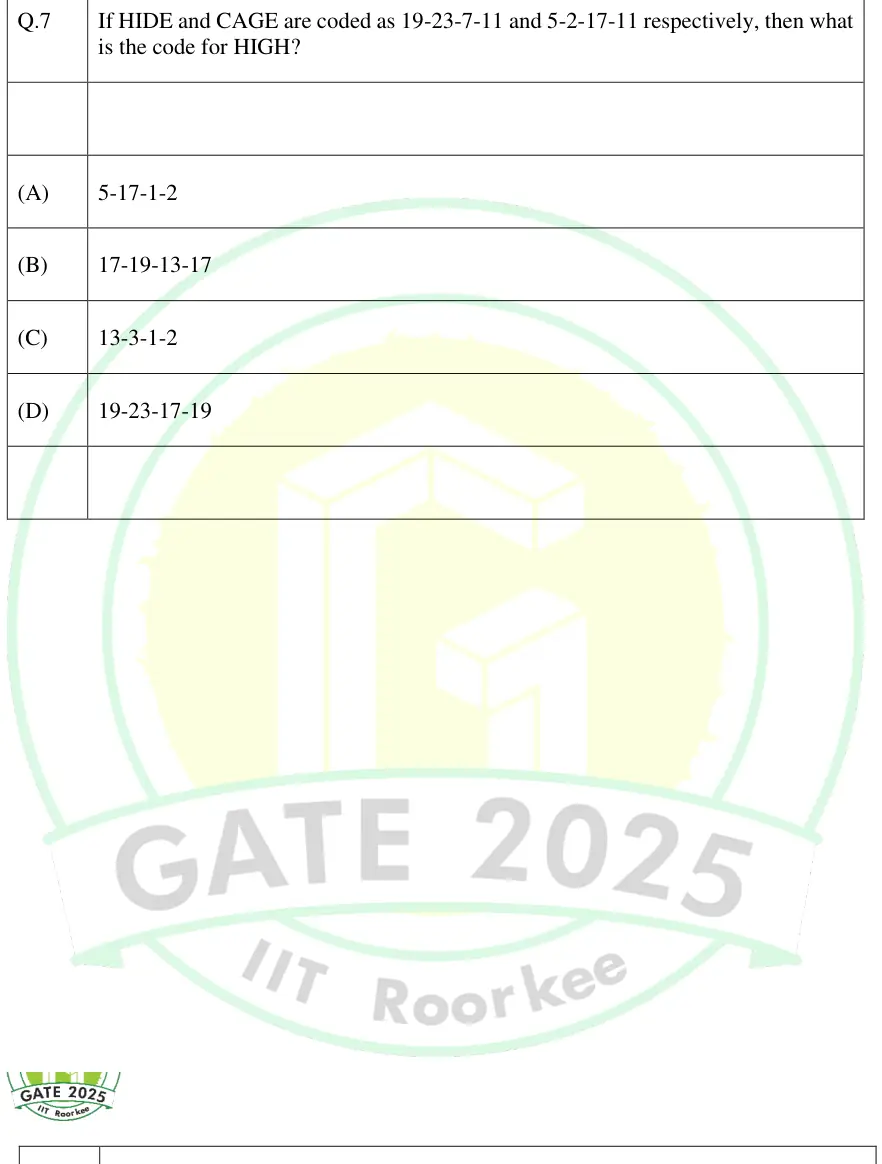 Q.7 If HIDE and CAGE are coded as 19-23-7-11 and 5-2-17-11 respectively, then what
is the code for HIGH?
(A) 5-17-1-2
(B) 17-19-13-17
(C) 13-3-1-2
(D) 19-23-17-19
GATE 2025
IIT Roorkee
GATE 2025
IIT Roorkee